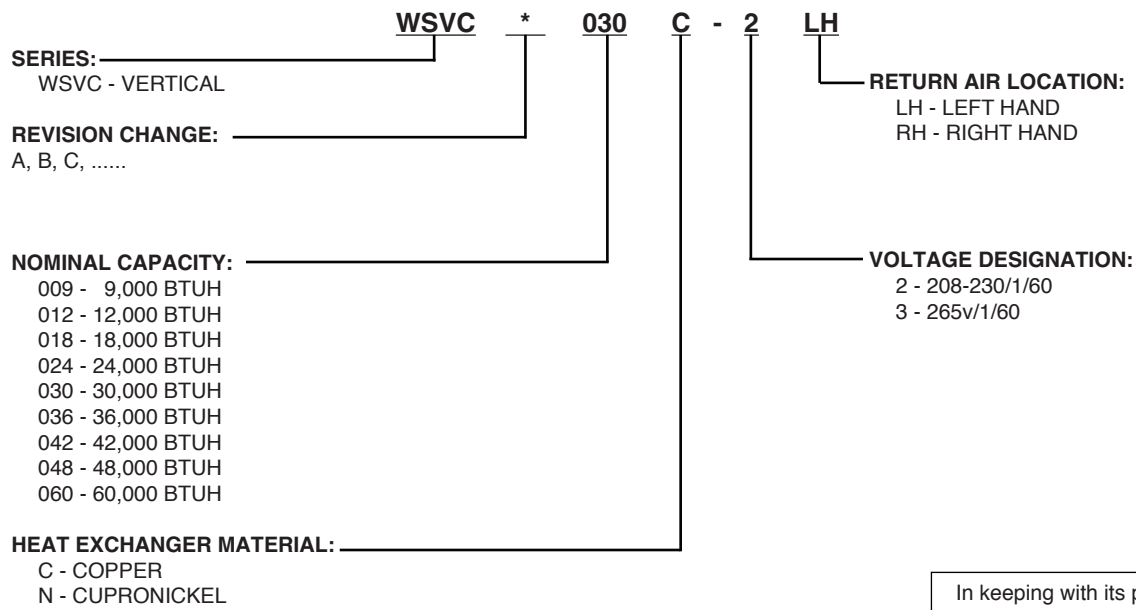 WSVC * 030 C - 2 LH
SERIES:
WSVC - VERTICAL
REVISION CHANGE:
A, B, C, ......
NOMINAL CAPACITY:
009 - 9,000 BTUH
012 - 12,000 BTUH
018 - 18,000 BTUH
024 - 24,000 BTUH
030 - 30,000 BTUH
036 - 36,000 BTUH
042 - 42,000 BTUH
048 - 48,000 BTUH
060 - 60,000 BTUH
HEAT EXCHANGER MATERIAL:
C - COPPER
N - CUPRONICKEL
RETURN AIR LOCATION:
LH - LEFT HAND
RH - RIGHT HAND
VOLTAGE DESIGNATION:
2 - 208-230/1/60
3 - 265v/1/60
In keeping with its p